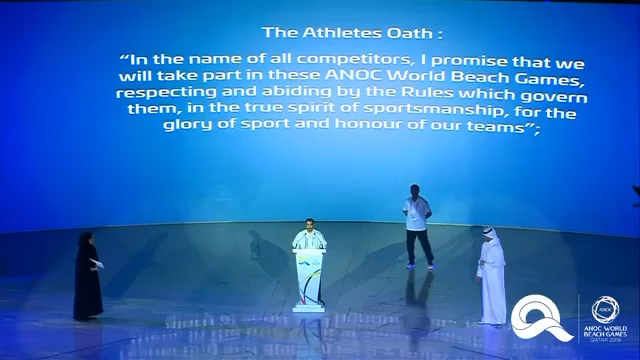 The Athletes Oath :
“In the name of all competitors, I promise that we
will take part in these ANOC World Beach Games,
respecting and abiding by the Rules which govern
them, in the true spirit of sportsmanship, for the
glory of sport and honour of our teams”;
ANOC
ANOC WORLD
BEACH GAMES
QATAR 2019